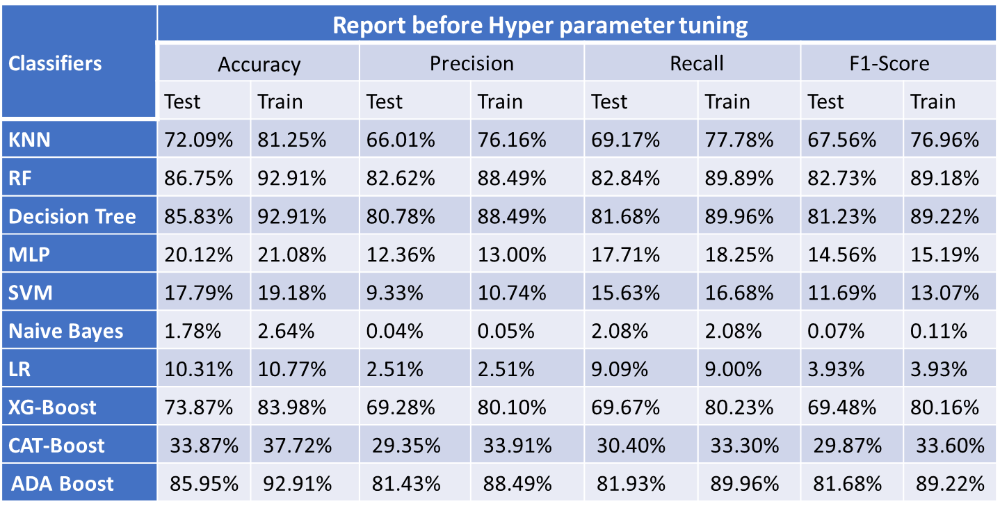 Report before Hyper parameter tuning
Classifiers
Accuracy Precision Recall F1-Score
Test Train Test Train Test Train Test Train
KNN 72.09% 81.25% 66.01% 76.16% 69.17% 77.78% 67.56% 76.96%
RF 86.75% 92.91% 82.62% 88.49% 82.84% 89.89% 82.73% 89.18%
Decision Tree 85.83% 92.91% 80.78% 88.49% 81.68% 89.96% 81.23% 89.22%
MLP 20.12% 21.08% 12.36% 13.00% 17.71% 18.25% 14.56% 15.19%
SVM 17.79% 19.18% 9.33% 10.74% 15.63% 16.68% 11.69% 13.07%
Naive Bayes 1.78% 2.64% 0.04% 0.05% 2.08% 2.08% 0.07% 0.11%
LR 10.31% 10.77% 2.51% 2.51% 9.09% 9.00% 3.93% 3.93%
XG-Boost 73.87% 83.98% 69.28% 80.10% 69.67% 80.23% 69.48% 80.16%
CAT-Boost 33.87% 37.72% 29.35% 33.91% 30.40% 33.30% 29.87% 33.60%
ADA Boost 85.95% 92.91% 81.43% 88.49% 81.93% 89.96% 81.68% 89.22%